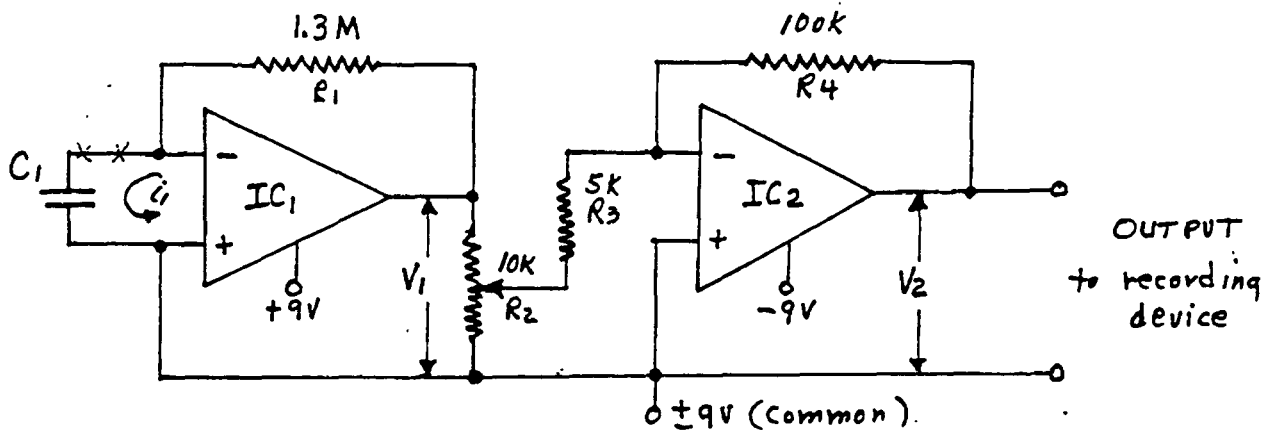 1.3M
R1
C1
i1
-
+
IC1
+9V
V1
10K
R2
5K
R3
100K
R4
-
+
IC2
-9V
V2
OUTPUT
to recording
device
±9V (Common).